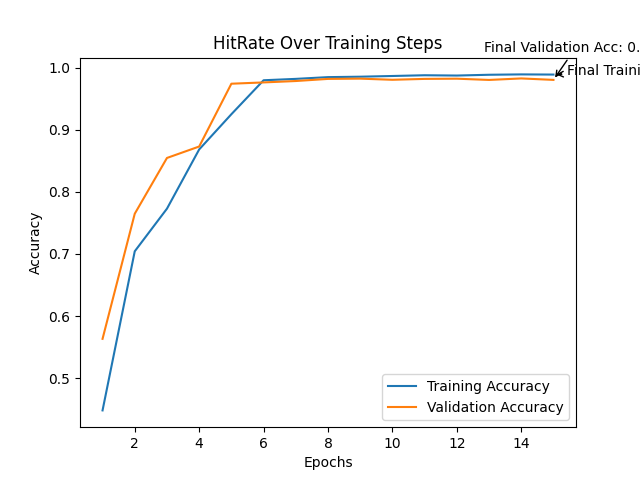 HitRate Over Training Steps
Final Validation Acc: 0.
Final Traini
1.0
0.9
0.8
0.7
0.6
0.5
Accuracy
2
4
6
8
10
12
14
Epochs
Training Accuracy
Validation Accuracy